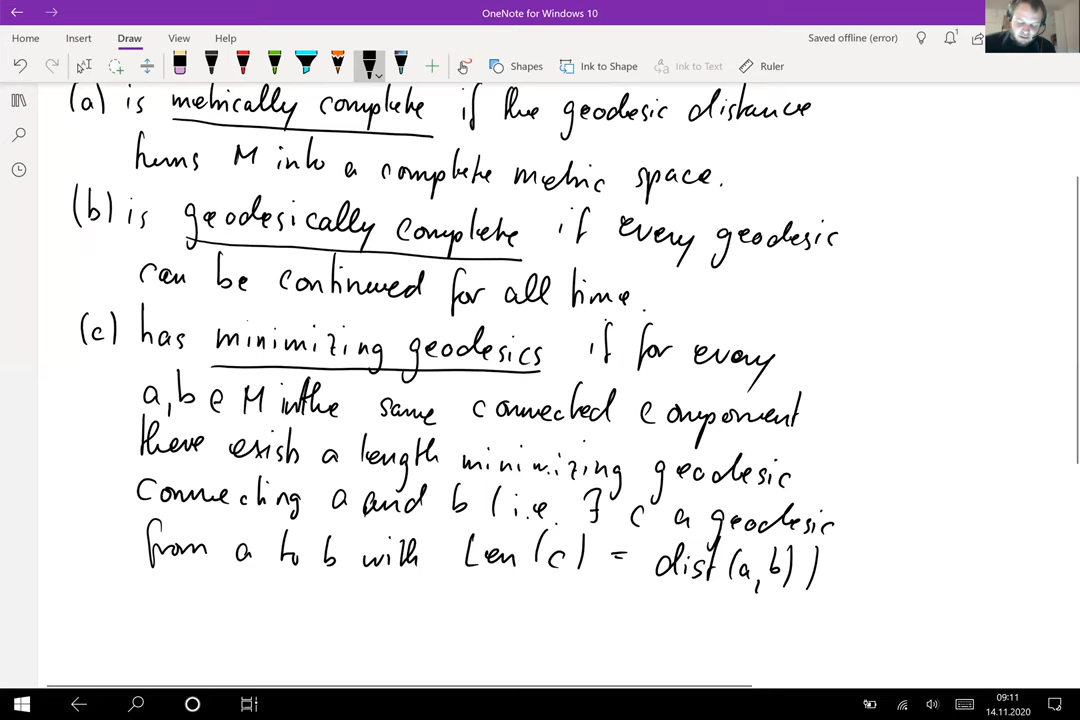 OneNote for Windows 10
Home Insert Draw View Help
Saved offline (error)
Shapes Ink to Shape Ink to Text Ruler
(a) is metrically complete if the geodesic distance
turns M into a complete metric space.
(b) is geodesically complete if every geodesic
can be continued for all time.
(c) has minimizing geodesics if for every
a, b ∈ M in the same connected component
there exists a length minimizing geodesic
connecting a and b (i.e. ∃ c a geodesic
from a to b with Len(c) = dist(a,b))
09:11
14.11.2020